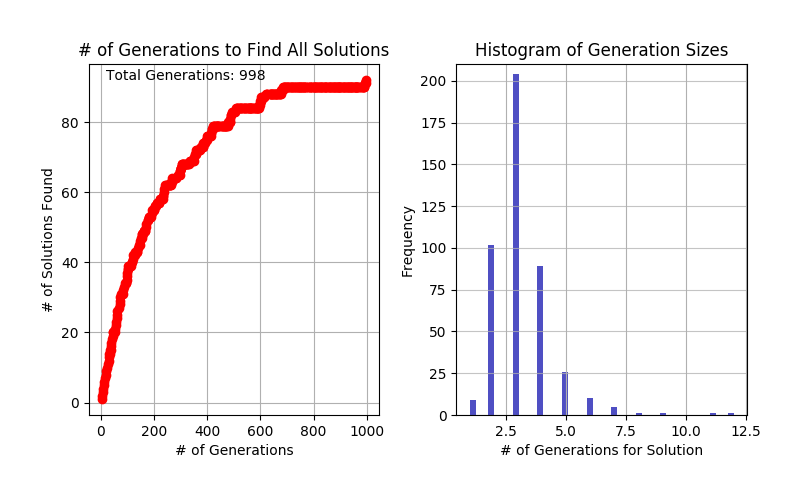 # of Generations to Find All Solutions
Total Generations: 998
# of Solutions Found
80
60
40
20
0
0 200 400 600 800 1000
# of Generations
Histogram of Generation Sizes
Frequency
200
175
150
125
100
75
50
25
0
2.5 5.0 7.5 10.0 12.5
# of Generations for Solution